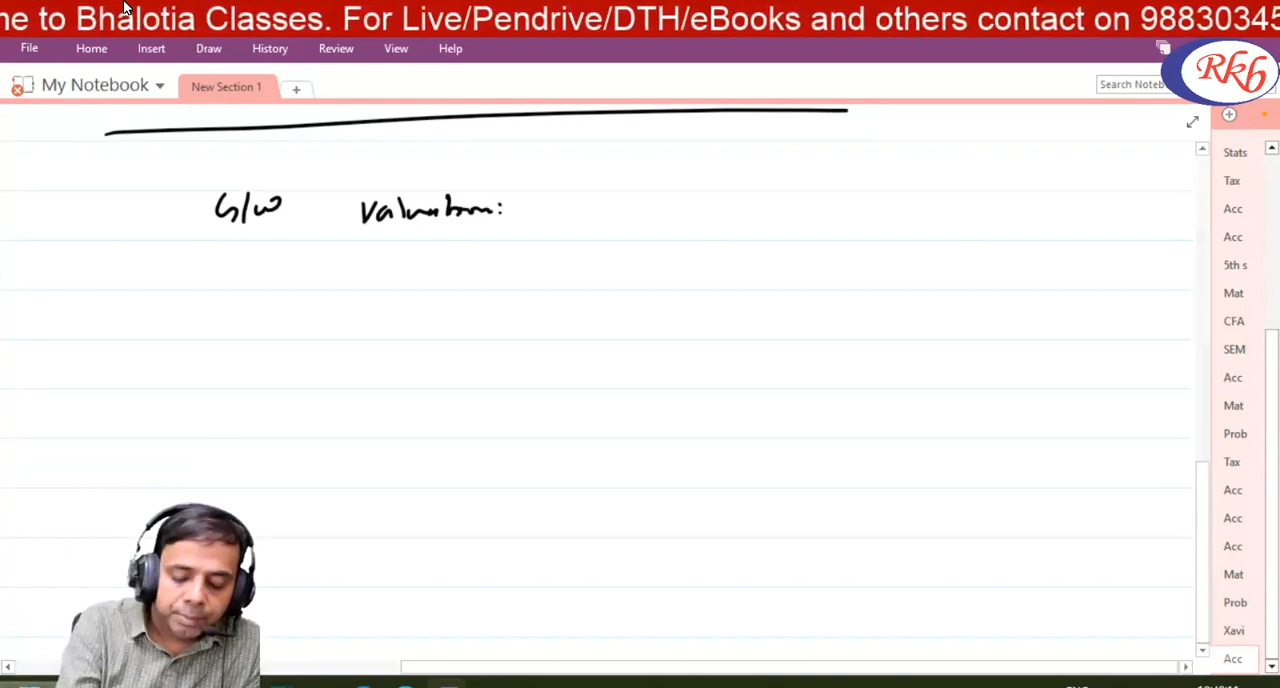 me to Bhalotia Classes. For Live/Pendrive/DTH/eBooks and others contact on 98830345
File Home Insert Draw History Review View Help
Rkb
My Notebook New Section 1 + Search Noteb
Stats
Tax
G/W Valuation:
Acc
Acc
5th s
Mat
CFA
SEM
Acc
Mat
Prob
Tax
Acc
Acc
Acc
Mat
Prob
Xavi
Acc